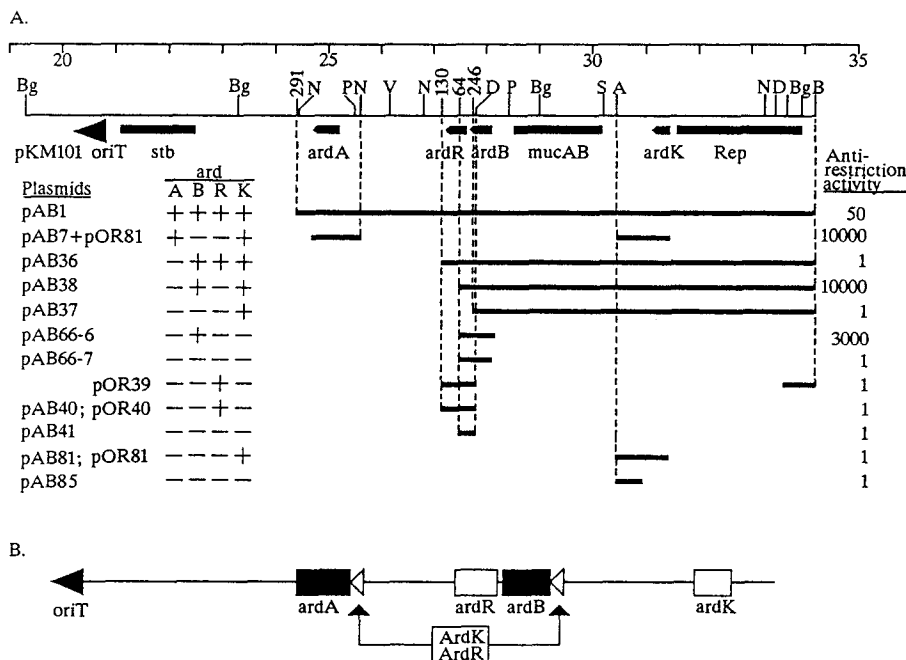 A.
20 25 30 35
Bg Bg 291 N PN V N 130 64 246 D P Bg S A N D Bg B
pKM101 oriT stb ardA ardR ardB mucAB ardK Rep
ard
Plasmids A B R K Anti-restriction activity
pAB1 + + + + 50
pAB7+pOR81 + — — + 10000
pAB36 — + + + 1
pAB38 — + — + 10000
pAB37 — — — + 1
pAB66-6 — + — — 3000
pAB66-7 — — — — 1
pOR39 — — + — 1
pAB40; pOR40 — — + — 1
pAB41 — — — — 1
pAB81; pOR81 — — — + 1
pAB85 — — — — 1
B.
oriT ardA ardR ardB ardK
ArdK
ArdR